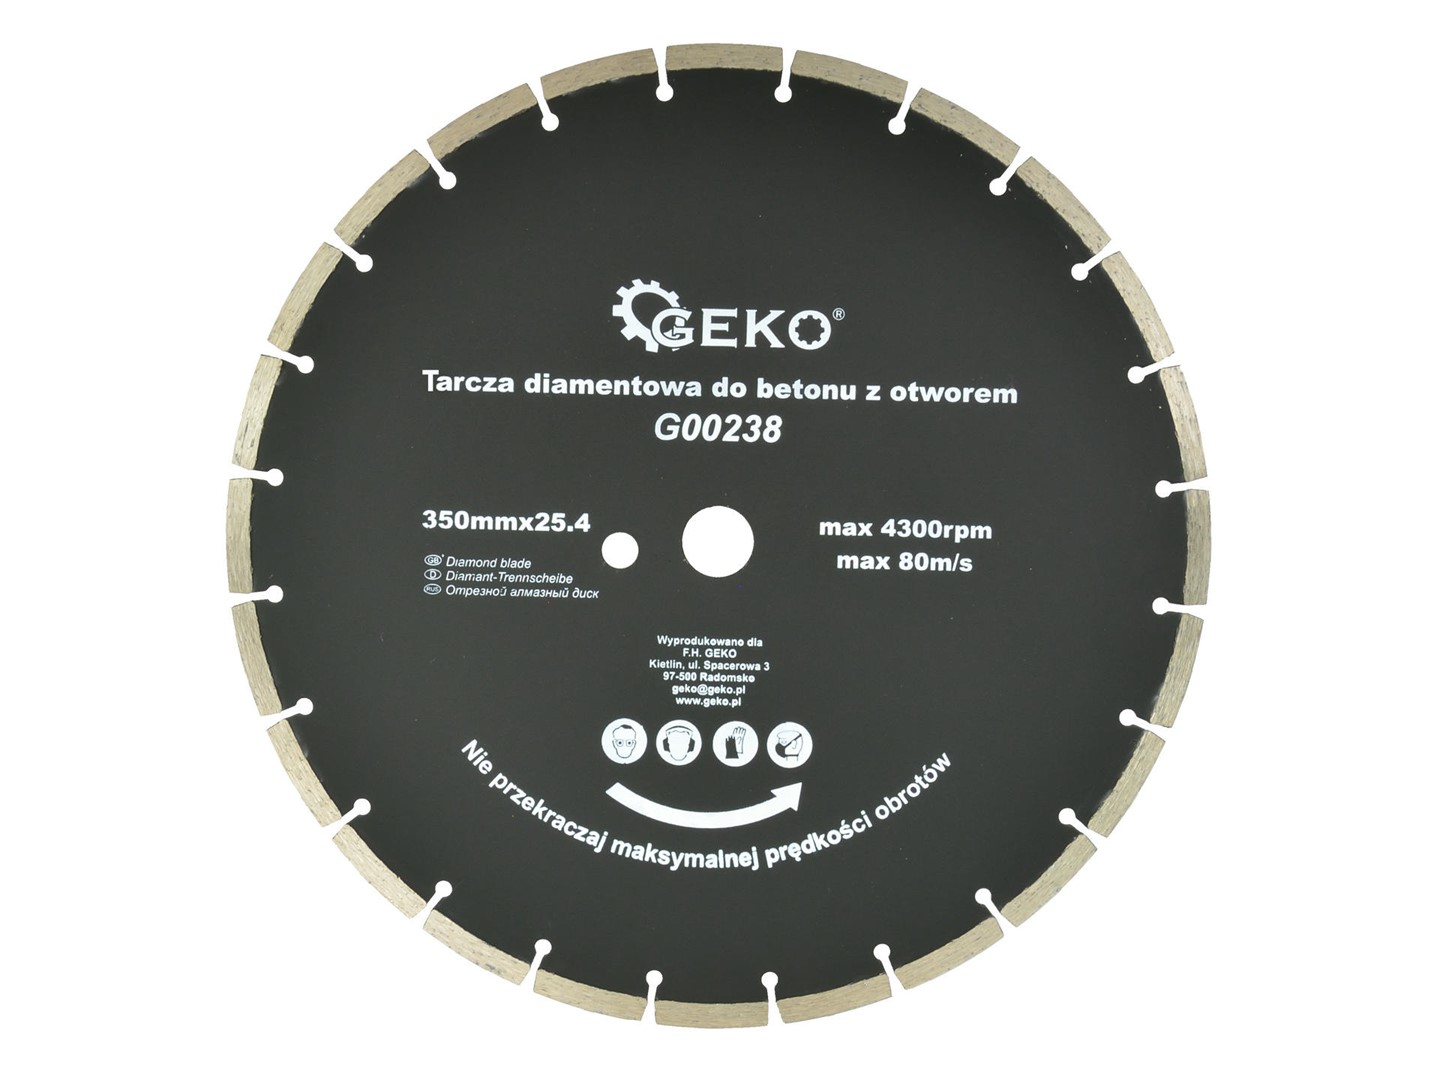 GEKO®
Tarcza diamentowa do betonu z otworem
G00238
350mmx25.4
GB Diamond blade
D Diamant-Trennscheibe
RUS Отрезной алмазный диск
max 4300rpm
max 80m/s
Wyprodukowano dla
F.H. GEKO
Kietlin, ul. Spacerowa 3
97-500 Radomsko
geko@geko.pl
www.geko.pl
Nie przekraczaj maksymalnej prędkości obrotów